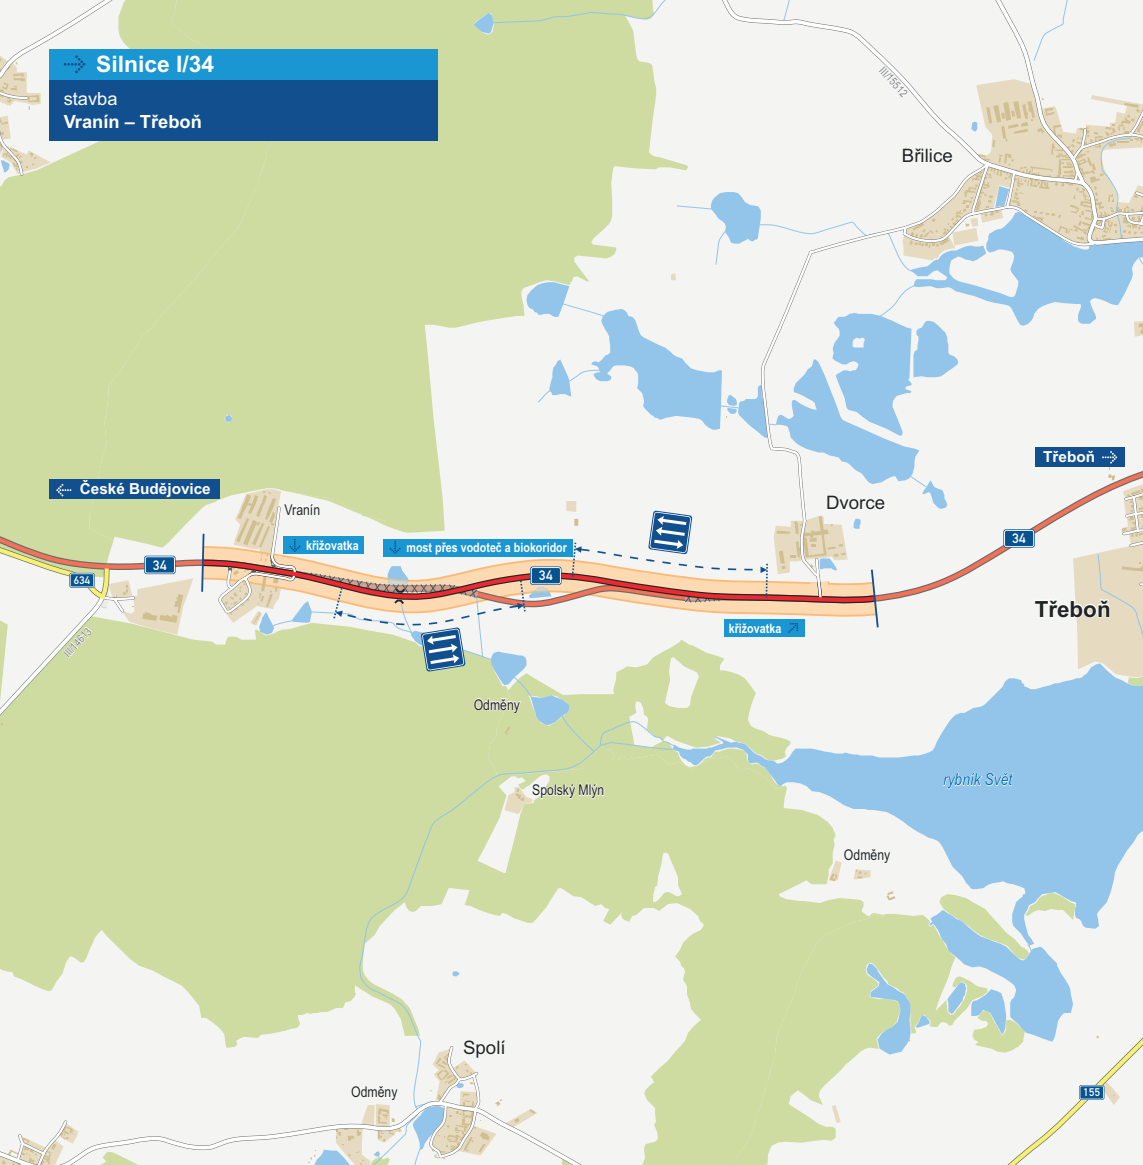 Silnice I/34
stavba
Vranín – Třeboň
III/15512
Břilice
Třeboň
České Budějovice
Vranín
Dvorce
křižovatka
most přes vodoteč a biokoridor
34
34
34
634
křižovatka
Třeboň
III/14613
Odměny
rybník Svět
Spolský Mlýn
Odměny
Spolí
Odměny
155